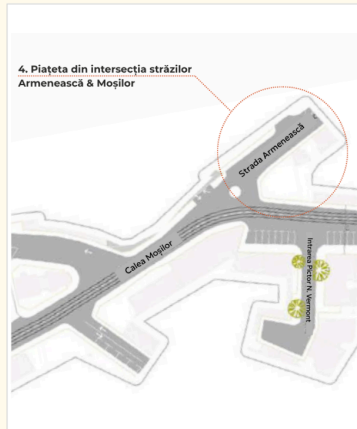 4. Piațeta din intersecția străzilor
Armenească & Moșilor
Strada Armenească
Calea Moșilor
Intrarea Pictor N. Vermont